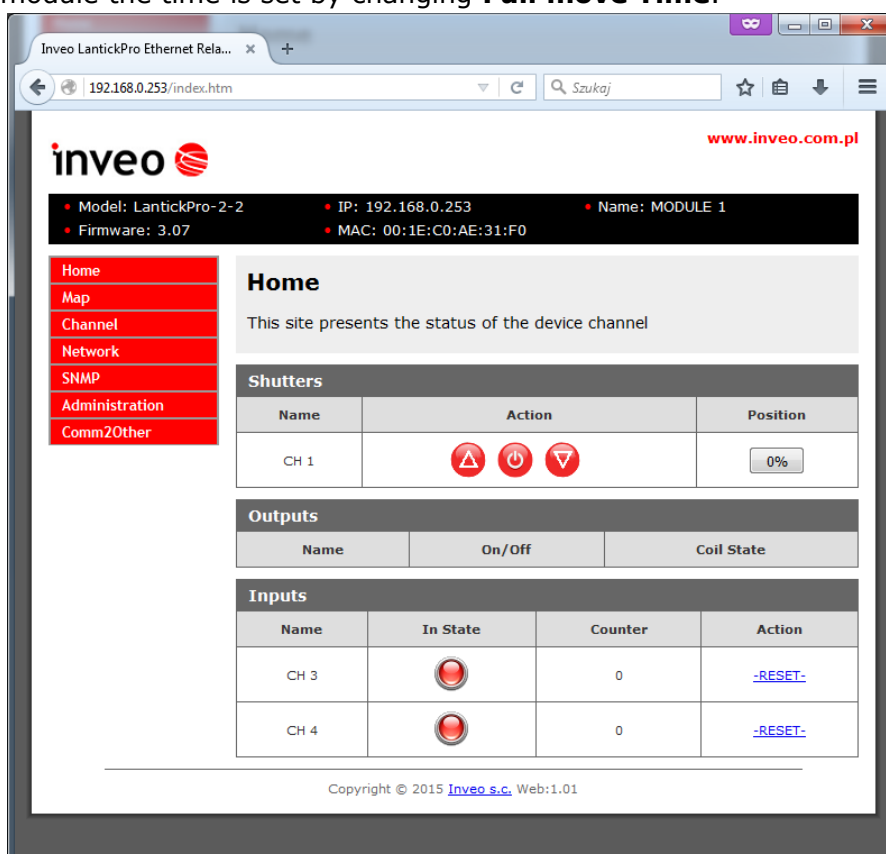 module the time is set by changing Full move Time.
Inveo LantickPro Ethernet Rela... × +
192.168.0.253/index.htm Szukaj
inveo
www.inveo.com.pl
• Model: LantickPro-2-2 • IP: 192.168.0.253 • Name: MODULE 1
• Firmware: 3.07 • MAC: 00:1E:C0:AE:31:F0
Home
Map
Channel
Network
SNMP
Administration
Comm2Other
Home
This site presents the status of the device channel
Shutters
Name Action Position
CH 1 0%
Outputs
Name On/Off Coil State
Inputs
Name In State Counter Action
CH 3 0 -RESET-
CH 4 0 -RESET-
Copyright © 2015 Inveo s.c. Web:1.01